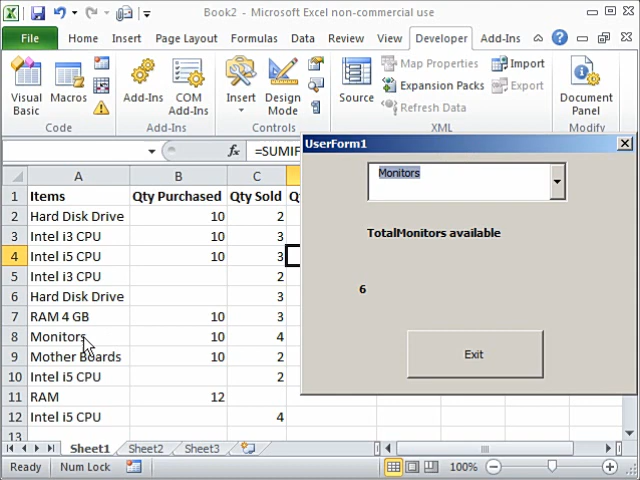 Book2 - Microsoft Excel non-commercial use
File Home Insert Page Layout Formulas Data Review View Developer Add-Ins
Visual Basic
Macros
Code
Add-Ins
COM Add-Ins
Add-Ins
Insert
Design Mode
Controls
Source
Map Properties
Expansion Packs
Refresh Data
Import
Export
XML
Document Panel
Modify
fx =SUMIF
A B C
1 Items Qty Purchased Qty Sold Q
2 Hard Disk Drive 10 2
3 Intel i3 CPU 10 3
4 Intel i5 CPU 10 3
5 Intel i3 CPU 2
6 Hard Disk Drive 3
7 RAM 4 GB 10 3
8 Monitors 10 4
9 Mother Boards 10 2
10 Intel i5 CPU 2
11 RAM 12
12 Intel i5 CPU 4
13
UserForm1
Monitors
TotalMonitors available
6
Exit
Sheet1 Sheet2 Sheet3
Ready Num Lock 100%